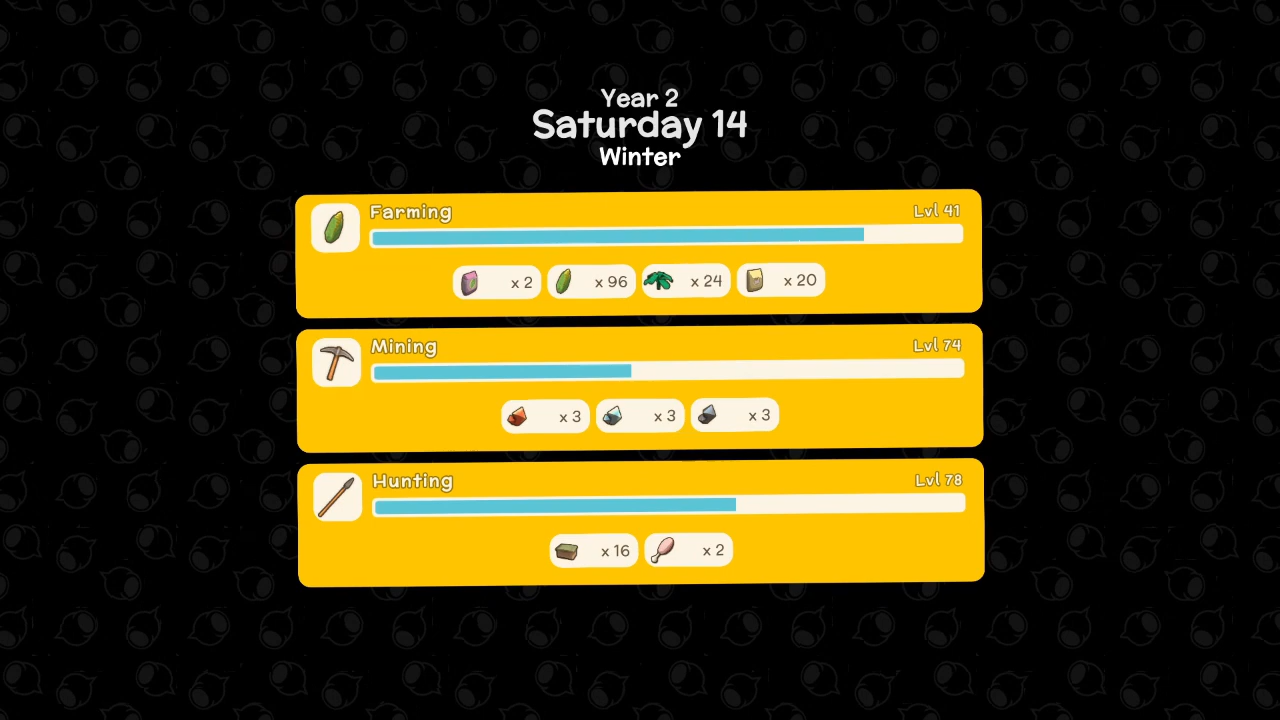 Year 2
Saturday 14
Winter
Farming
Lvl 41
x 2
x 96
x 24
x 20
Mining
Lvl 74
x 3
x 3
x 3
Hunting
Lvl 78
x 16
x 2